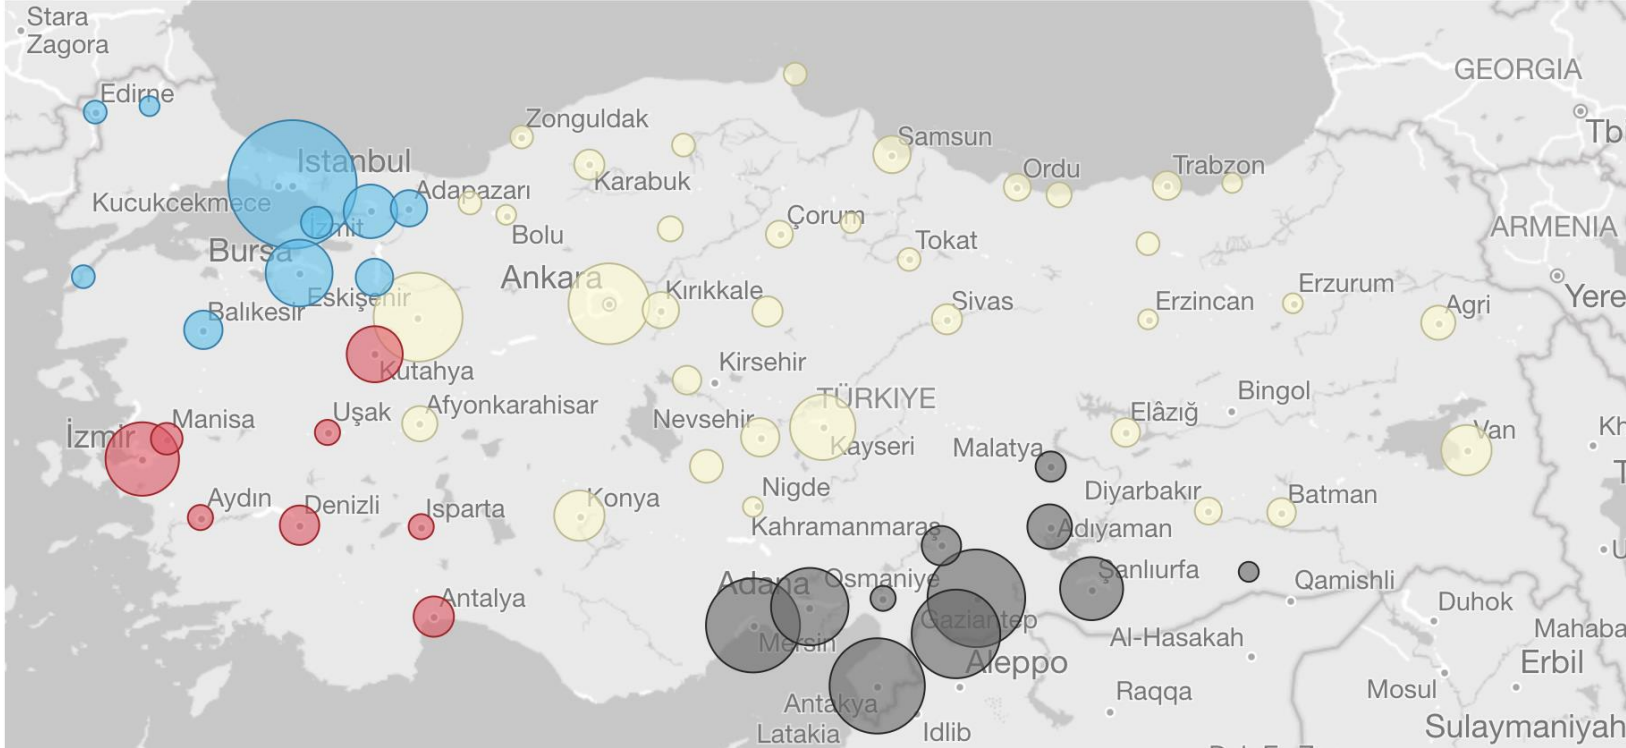 Stara
Zagora
GEORGIA
Edirne
Zonguldak
Samsun
Istanbul
Ordu
Trabzon
Karabuk
Adapazarı
Kucukcekmece
Çorum
İzmit
Bolu
Tokat
ARMENIA
Bursa
Ankara
Kırıkkale
Eskişehir
Sivas
Erzincan
Erzurum
Yere
Balıkesir
Agri
Kutahya
Kirsehir
TÜRKIYE
Bingol
Afyonkarahisar
Manisa
Uşak
Nevsehir
Elâzığ
İzmir
Kayseri
Malatya
Van
Kh
Aydın
Denizli
Isparta
Konya
Nigde
Diyarbakır
Batman
Kahramanmaraş
Adıyaman
Adana
Osmaniye
Şanlıurfa
Qamishli
Antalya
Duhok
Gaziantep
Mersin
Al-Hasakah
Mahaba
Aleppo
Erbil
Antakya
Raqqa
Mosul
Latakia
Idlib
Sulaymaniyah